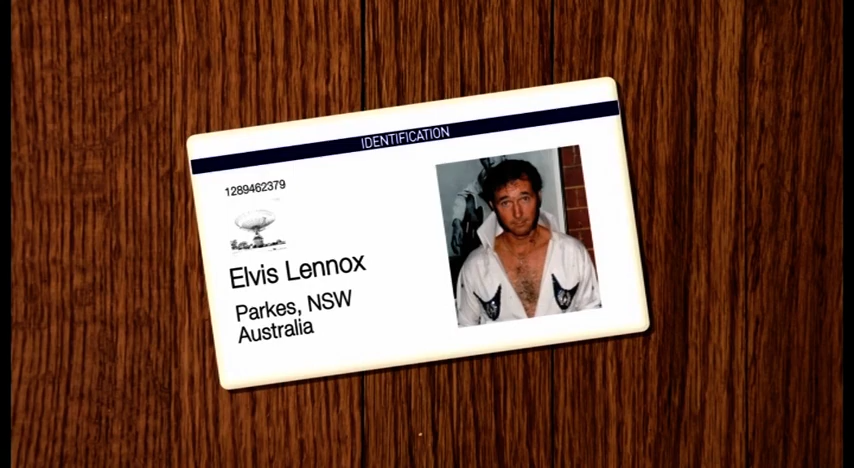 IDENTIFICATION
1289462379
Elvis Lennox
Parkes, NSW
Australia